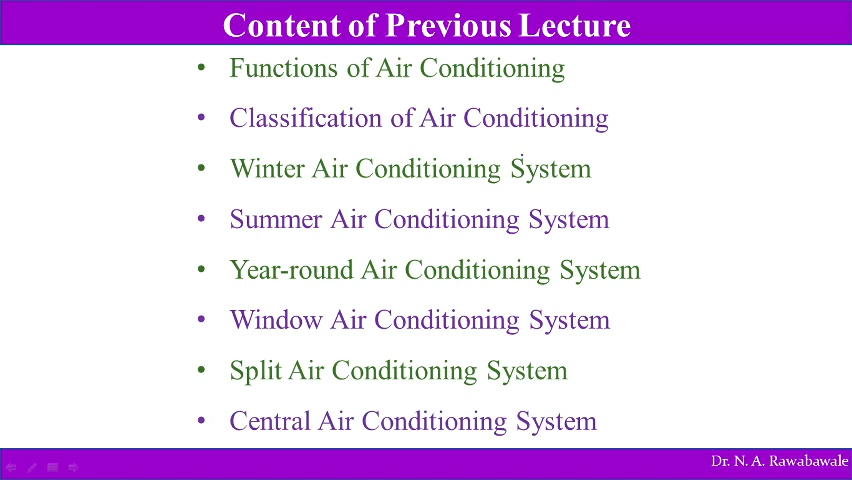 Content of Previous Lecture
• Functions of Air Conditioning
• Classification of Air Conditioning
• Winter Air Conditioning System
• Summer Air Conditioning System
• Year-round Air Conditioning System
• Window Air Conditioning System
• Split Air Conditioning System
• Central Air Conditioning System
Dr. N. A. Rawabawale